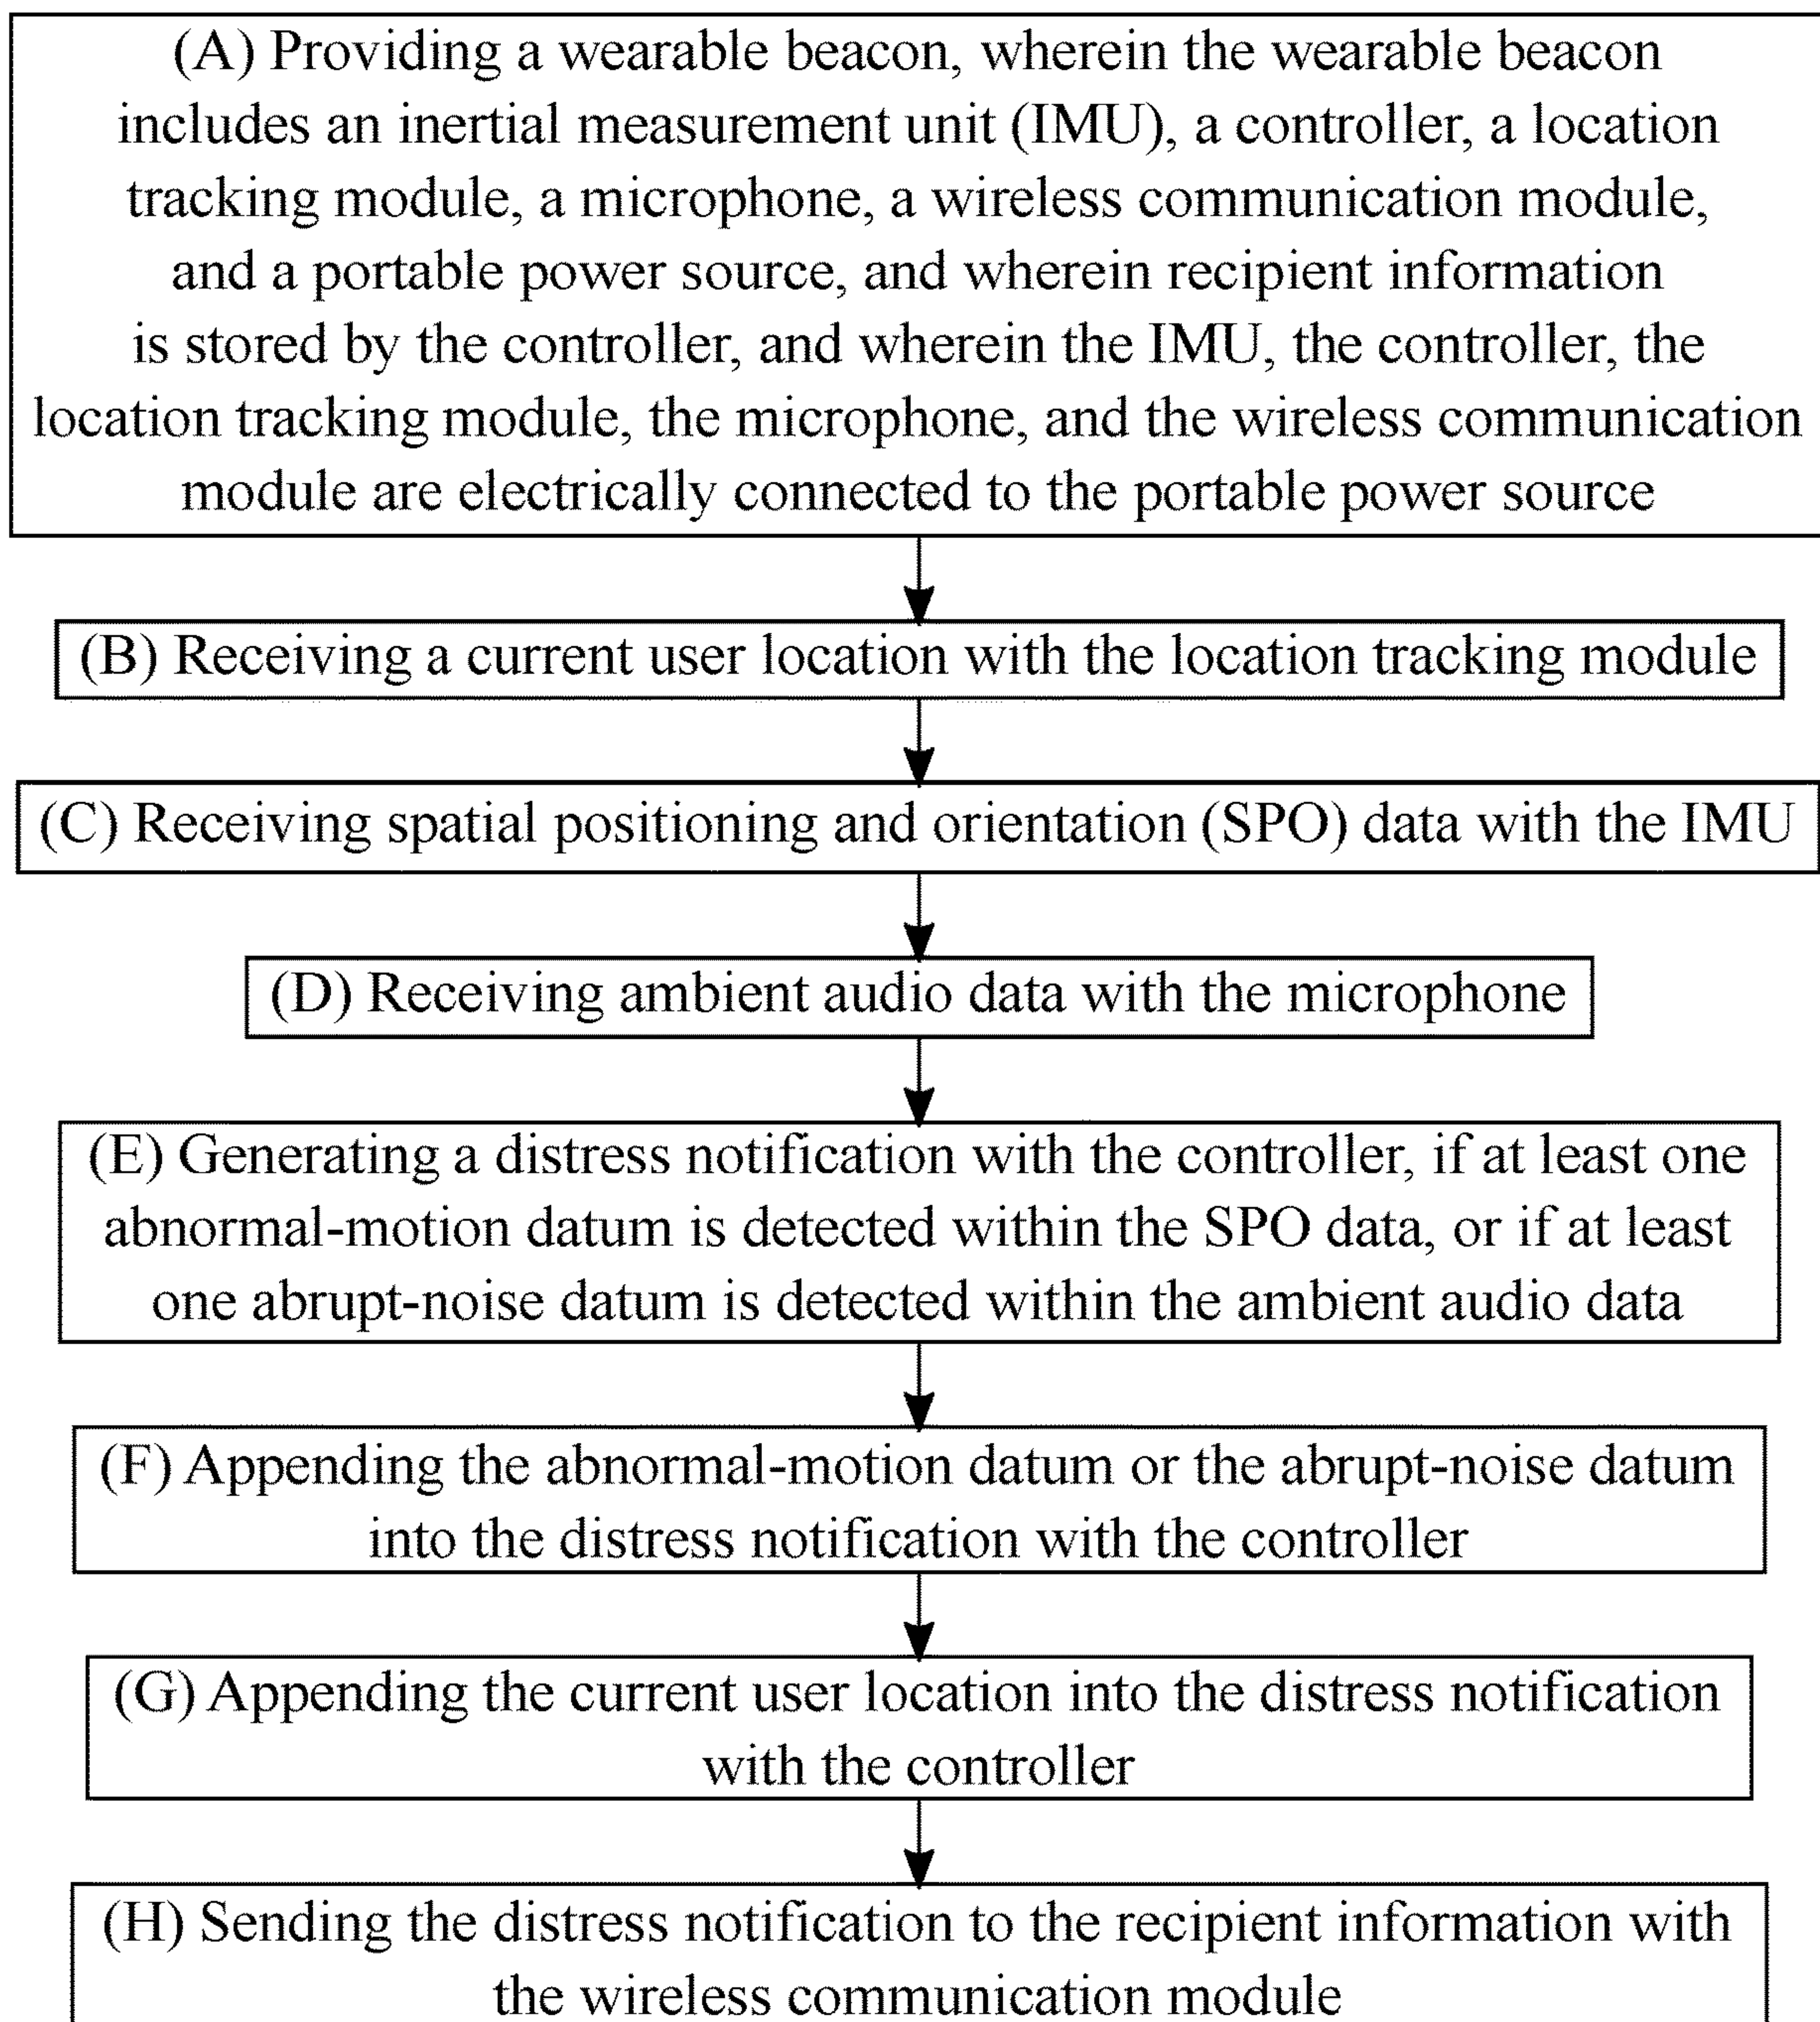 (A) Providing a wearable beacon, wherein the wearable beacon
includes an inertial measurement unit (IMU), a controller, a location
tracking module, a microphone, a wireless communication module,
and a portable power source, and wherein recipient information
is stored by the controller, and wherein the IMU, the controller, the
location tracking module, the microphone, and the wireless communication
module are electrically connected to the portable power source
(B) Receiving a current user location with the location tracking module
(C) Receiving spatial positioning and orientation (SPO) data with the IMU
(D) Receiving ambient audio data with the microphone
(E) Generating a distress notification with the controller, if at least one
abnormal-motion datum is detected within the SPO data, or if at least
one abrupt-noise datum is detected within the ambient audio data
(F) Appending the abnormal-motion datum or the abrupt-noise datum
into the distress notification with the controller
(G) Appending the current user location into the distress notification
with the controller
(H) Sending the distress notification to the recipient information with
the wireless communication module